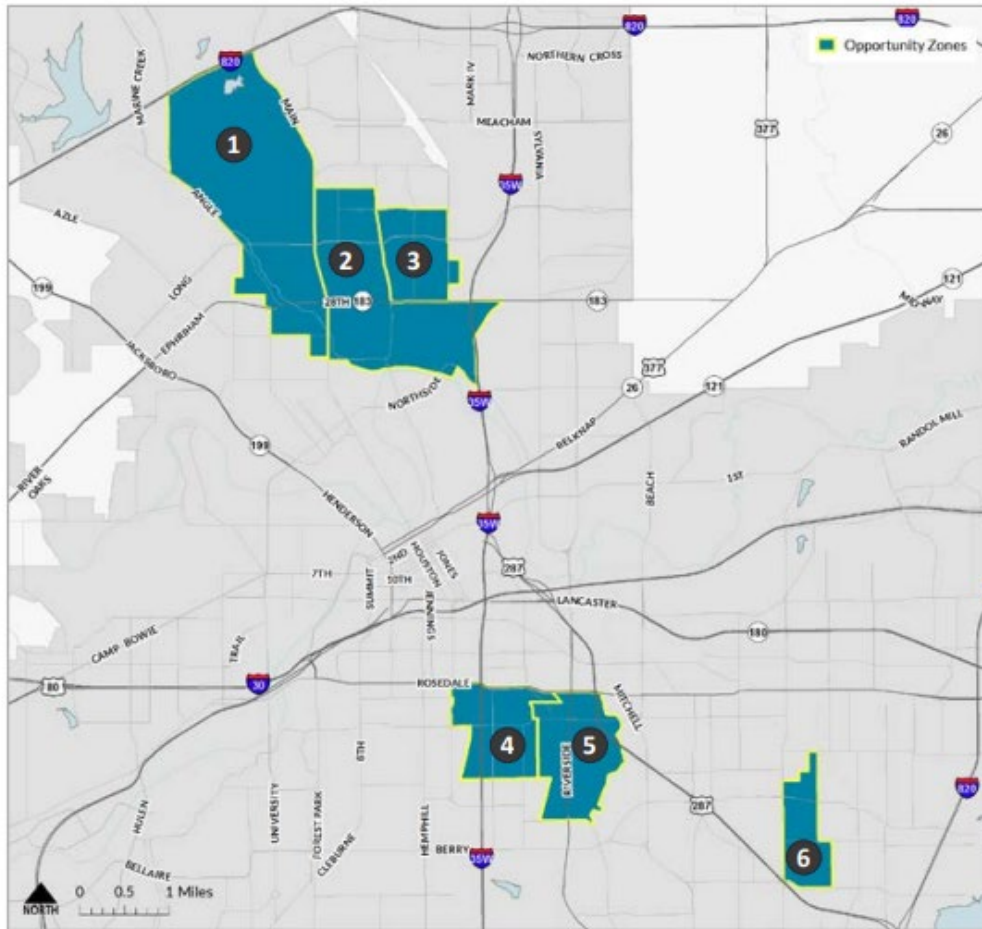 820
820
820
Opportunity Zones
NORTHERN CROSS
MARINE CREEK
MAIN
MARK IV
MEACHAM
SYLVANIA
377
26
1
35W
ANGLE
AZLE
2
3
199
LONG
28TH 183
183
121
MIDWAY
EPHRIHAM
JACKSBORO
377
26
121
NORTHSIDE
35W
BELKNAP
199
RANDOL MILL
RIVER OAKS
BEACH
1ST
HENDERSON
35W
2ND
HOUSTON
JONES
7TH
SUMMIT
10TH
287
JENNINGS
LANCASTER
180
CAMP BOWIE
TRAIL
80
30
ROSEDALE
MITCHELL
4
5
8TH
RIVERSIDE
820
287
HULEN
UNIVERSITY
FOREST PARK
CLEBURNE
HEMPHILL
BERRY
35W
6
BELLAIRE
NORTH
0 0.5 1 Miles